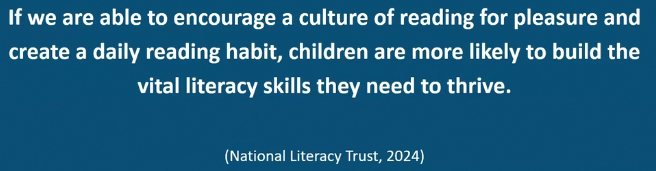 If we are able to encourage a culture of reading for pleasure and
create a daily reading habit, children are more likely to build the
vital literacy skills they need to thrive.
(National Literacy Trust, 2024)